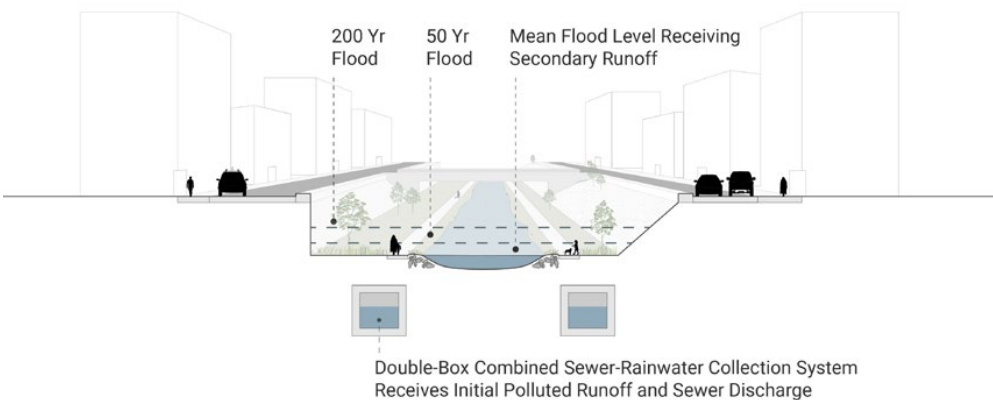 200 Yr
Flood
50 Yr
Flood
Mean Flood Level Receiving
Secondary Runoff
Double-Box Combined Sewer-Rainwater Collection System
Receives Initial Polluted Runoff and Sewer Discharge